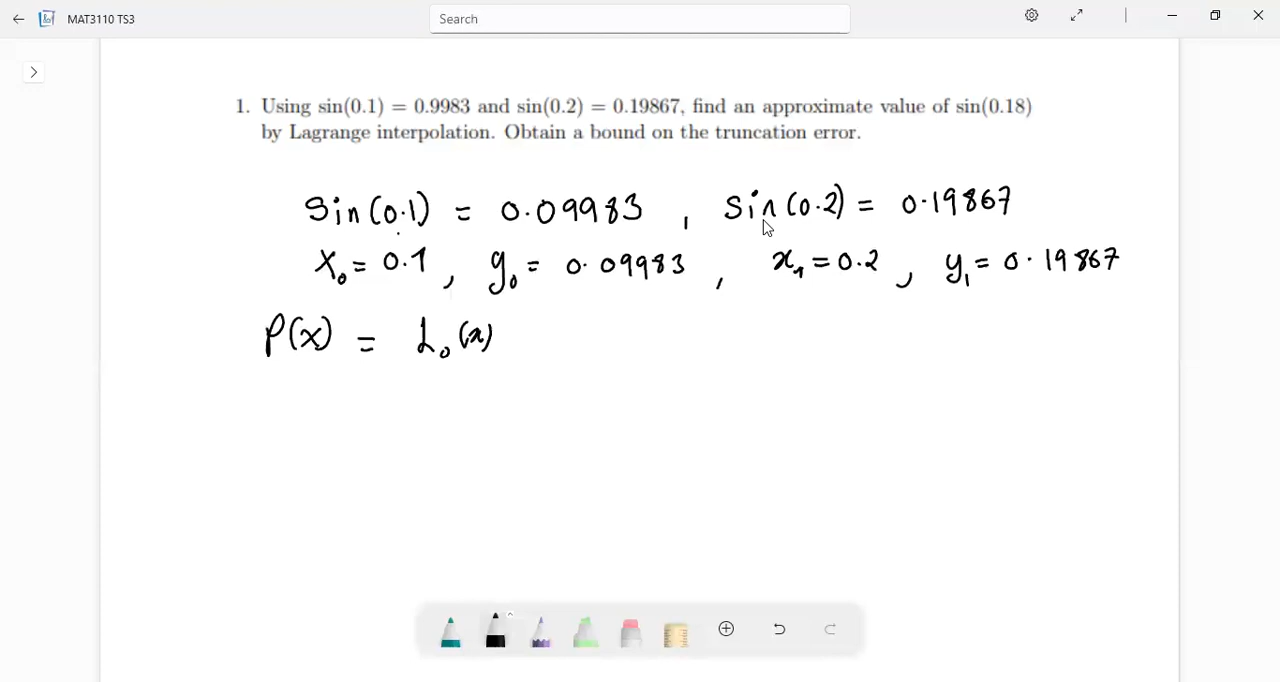 MAT3110 TS3
Search
1. Using sin(0.1) = 0.9983 and sin(0.2) = 0.19867, find an approximate value of sin(0.18)
by Lagrange interpolation. Obtain a bound on the truncation error.
Sin(0.1) = 0.09983 , Sin(0.2) = 0.19867
x₀ = 0.1 , y₀ = 0.09983 , x₁ = 0.2 , y₁ = 0.19867
P(x) = L₀(x)